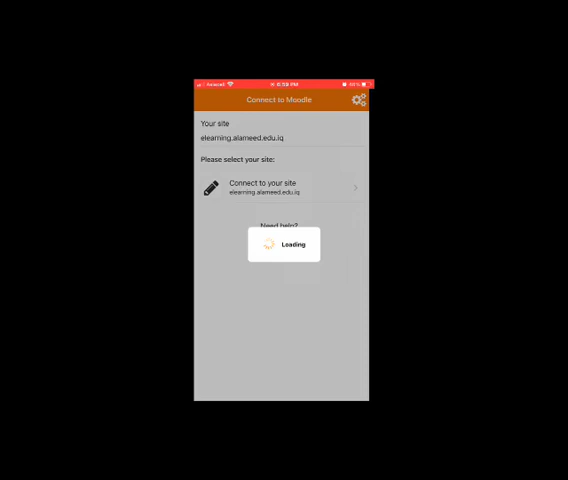 Connect to Moodle
Your site
elearning.alameed.edu.iq
Please select your site:
Connect to your site
elearning.alameed.edu.iq
Need help?
Loading